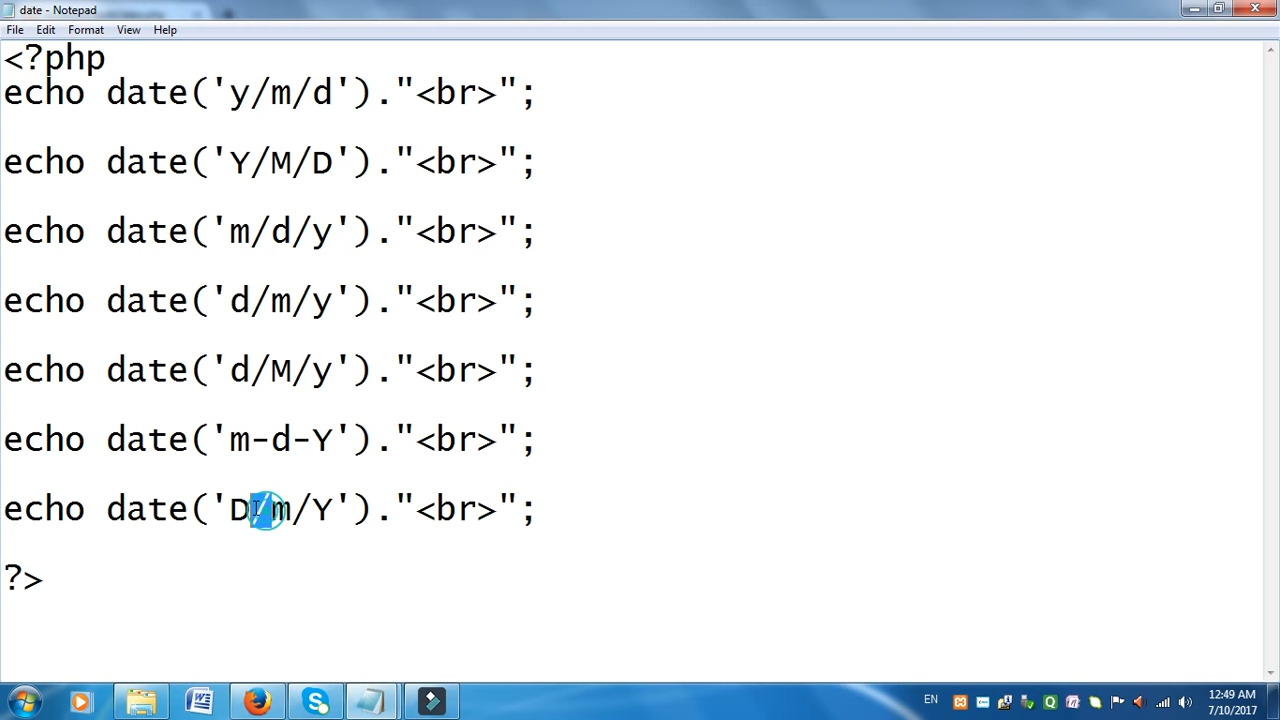 date - Notepad
File Edit Format View Help
<?php
echo date('y/m/d')."<br>";
echo date('Y/M/D')."<br>";
echo date('m/d/y')."<br>";
echo date('d/m/y')."<br>";
echo date('d/M/y')."<br>";
echo date('m-d-Y')."<br>";
echo date('D/m/Y')."<br>";
?>
EN
12:49 AM
7/10/2017